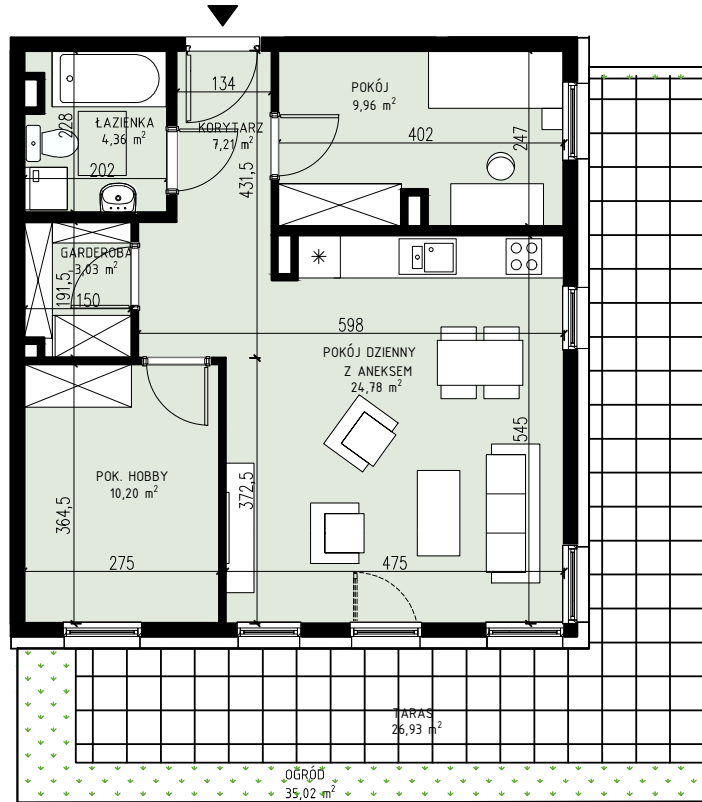 134
POKÓJ
9,96 m²
ŁAZIENKA
4,36 m²
KORYTARZ
7,21 m²
402
247
228
202
431,5
GARDEROBA
3,03 m²
191,5
150
598
POKÓJ DZIENNY
Z ANEKSEM
24,78 m²
545
POK. HOBBY
10,20 m²
364,5
372,5
275
475
TARAS
26,93 m²
OGRÓD
35,02 m²